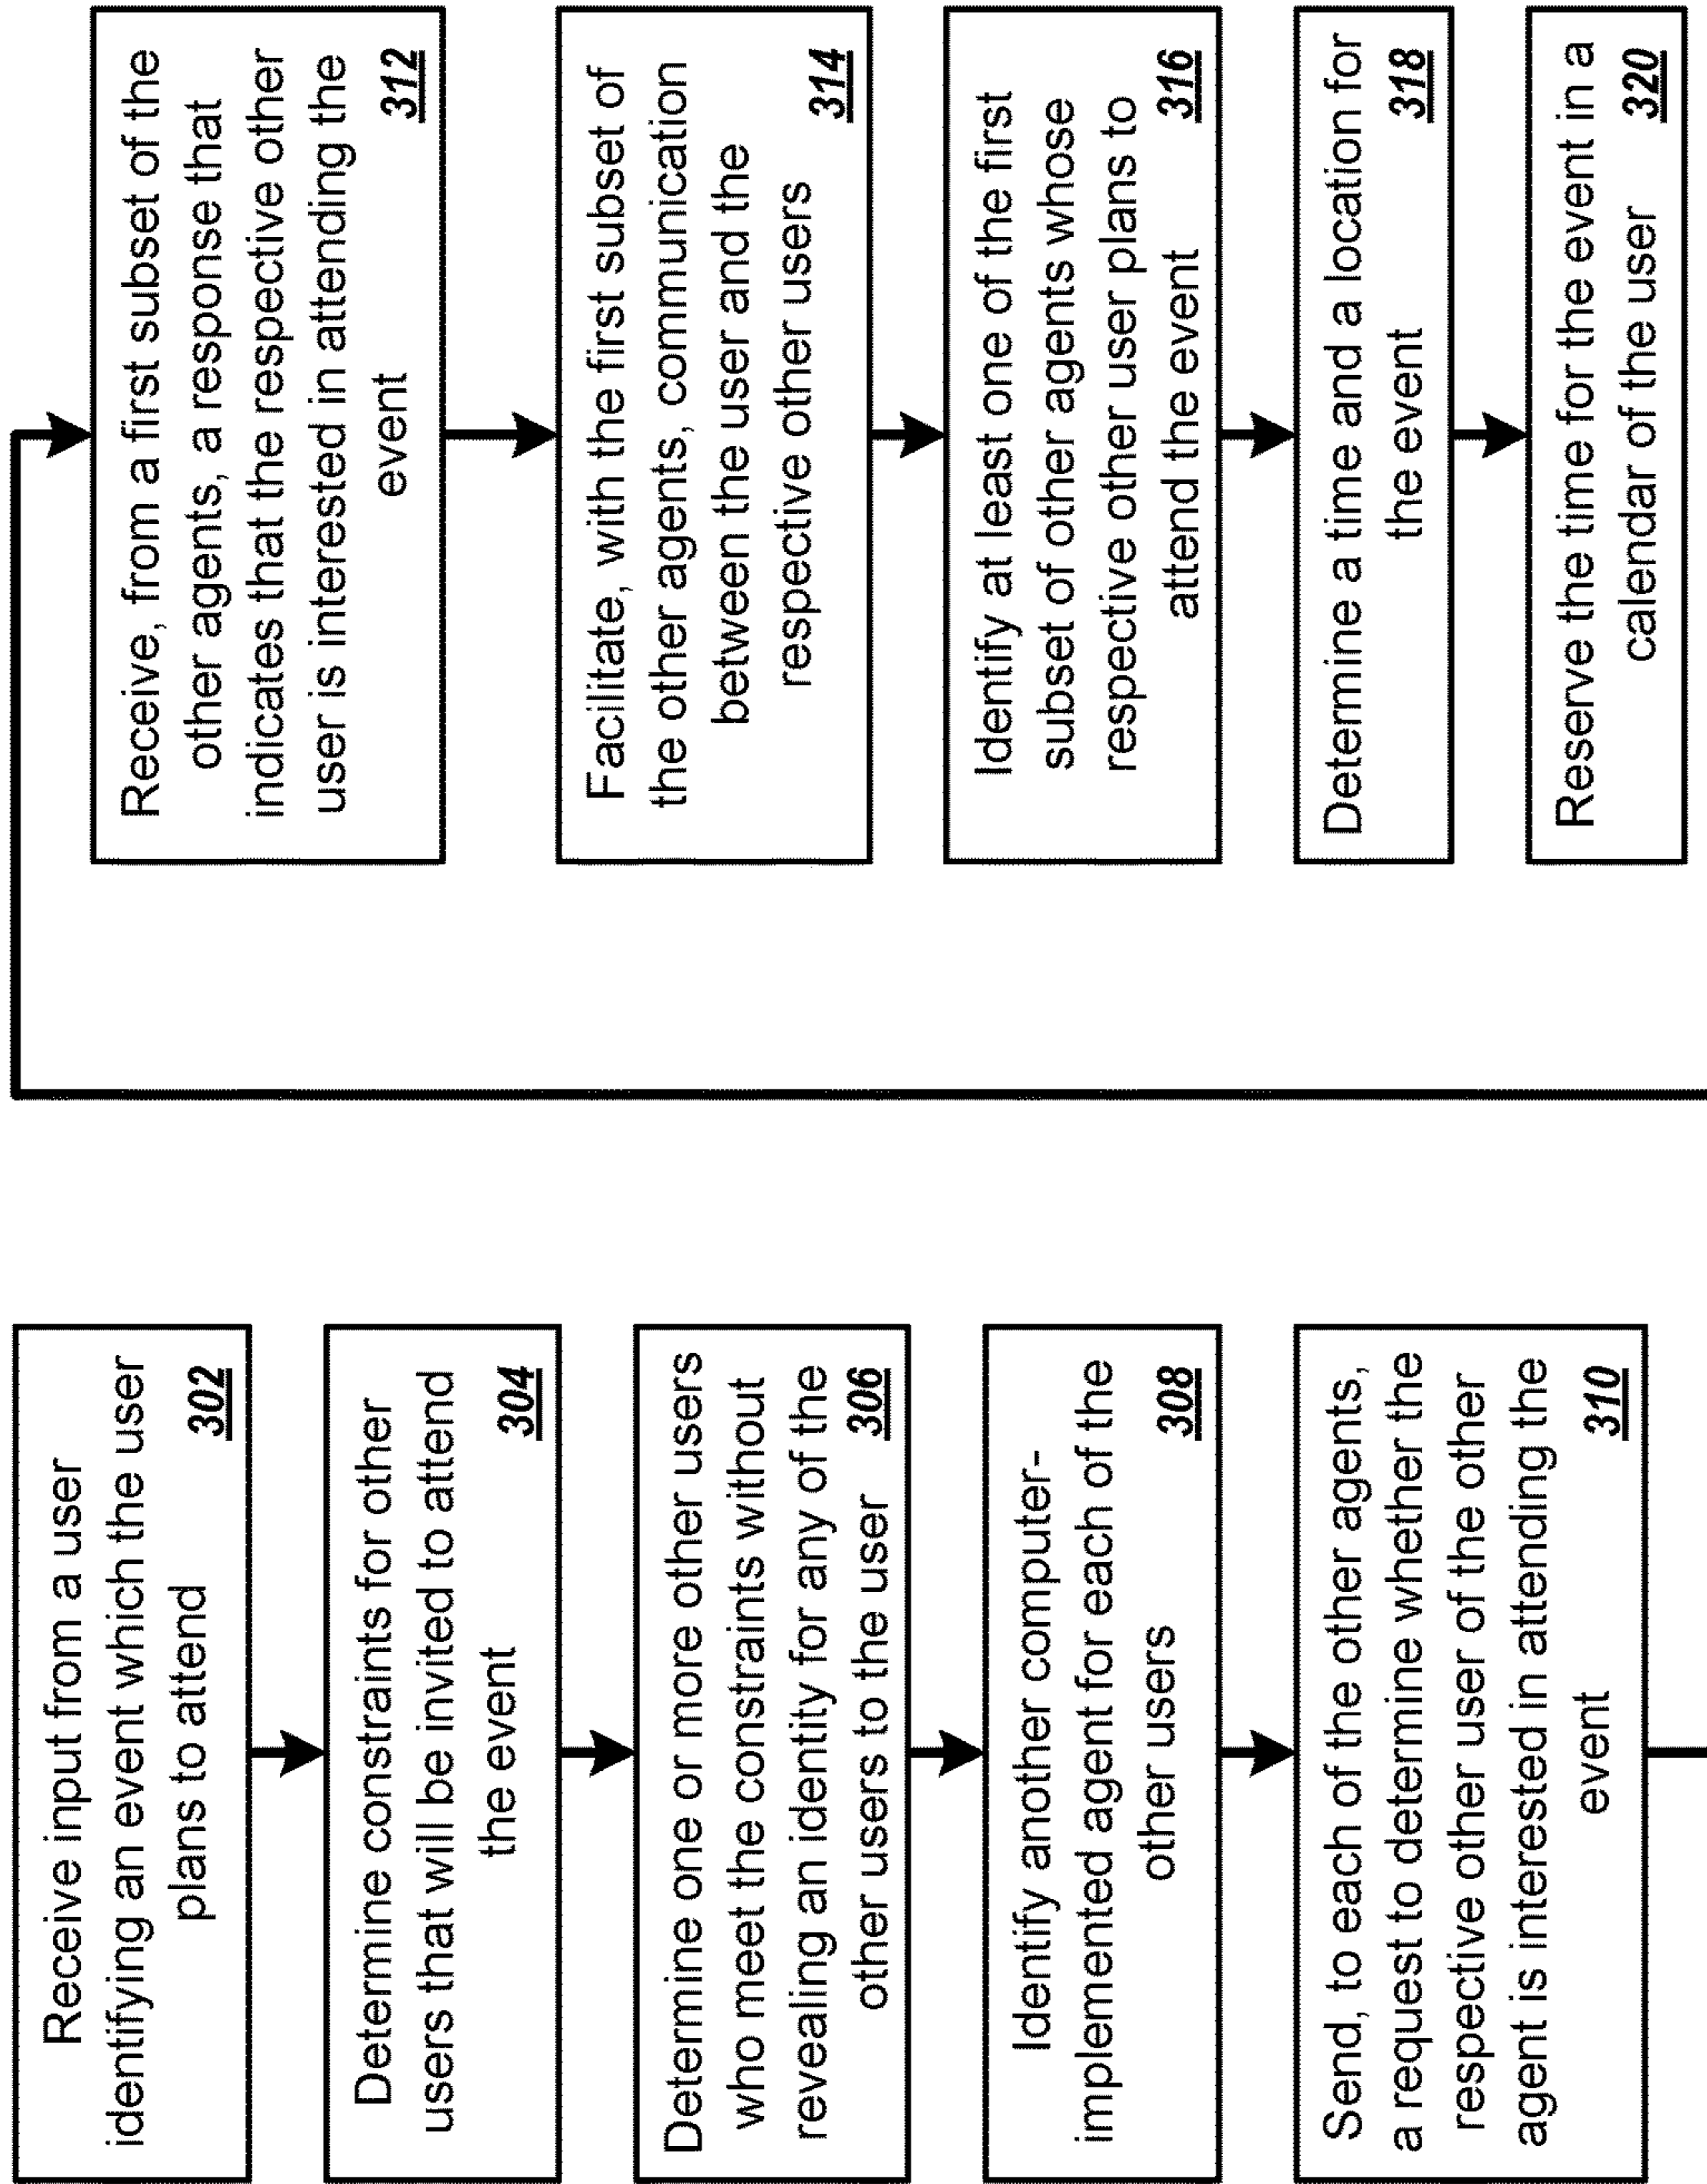 Receive input from a user
identifying an event which the user
plans to attend
302
Determine constraints for other
users that will be invited to attend
the event
304
Determine one or more other users
who meet the constraints without
revealing an identity for any of the
other users to the user
306
Identify another computer-
implemented agent for each of the
other users
308
Send, to each of the other agents,
a request to determine whether the
respective other user of the other
agent is interested in attending the
event
310
Receive, from a first subset of the
other agents, a response that
indicates that the respective other
user is interested in attending the
event
312
Facilitate, with the first subset of
the other agents, communication
between the user and the
respective other users
314
Identify at least one of the first
subset of other agents whose
respective other user plans to
attend the event
316
Determine a time and a location for
the event
318
Reserve the time for the event in a
calendar of the user
320